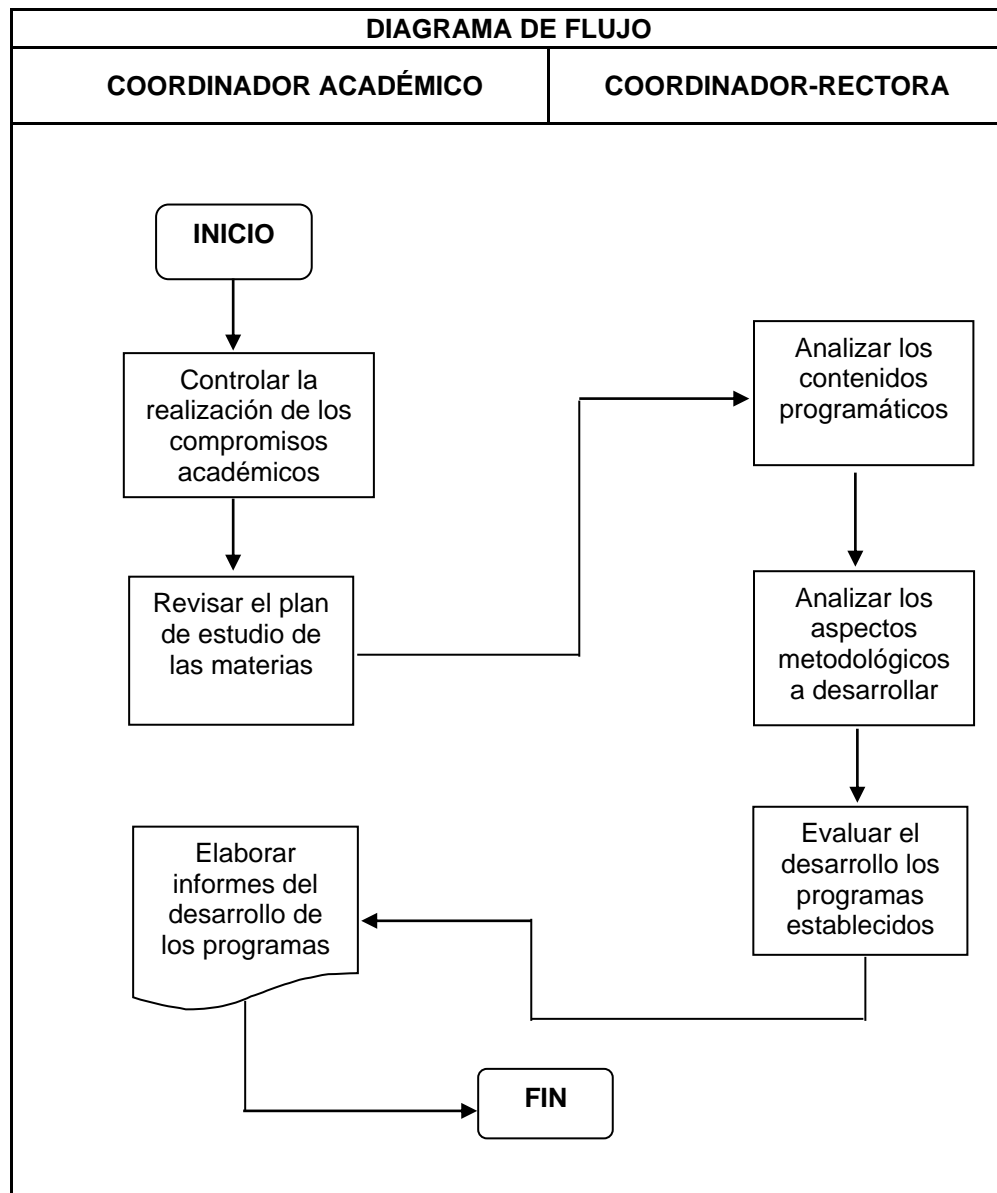 DIAGRAMA DE FLUJO
COORDINADOR ACADÉMICO
COORDINADOR-RECTORA
INICIO
Controlar la
realización de los
compromisos
académicos
Revisar el plan
de estudio de
las materias
Analizar los
contenidos
programáticos
Analizar los
aspectos
metodológicos
a desarrollar
Evaluar el
desarrollo los
programas
establecidos
Elaborar
informes del
desarrollo de
los programas
FIN